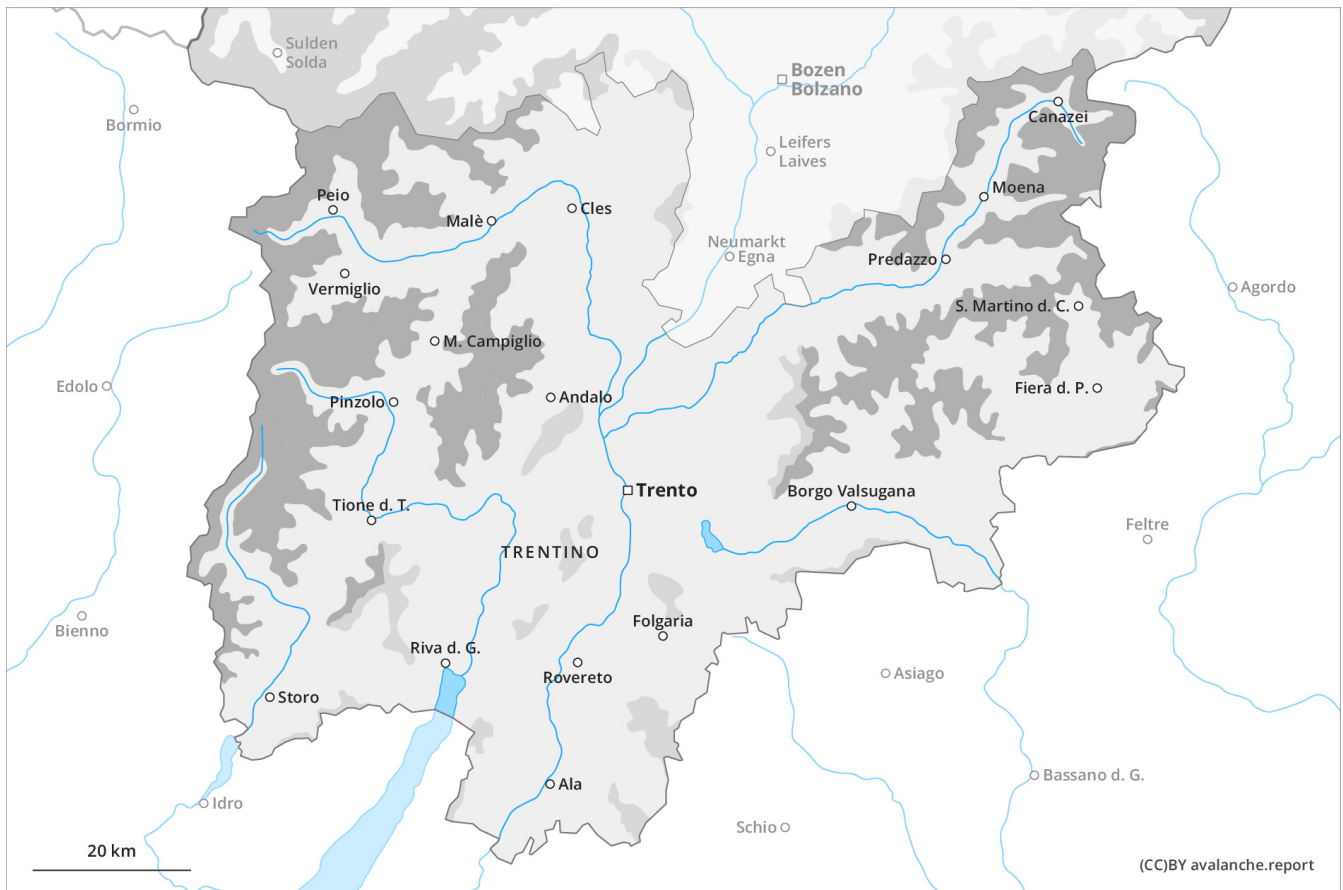 Sulden
Solda
Bozen
Bolzano
Bormio
Canazei
Leifers
Laives
Peio
Moena
Malè
Cles
Neumarkt
Egna
Predazzo
Vermiglio
Agordo
S. Martino d. C.
M. Campiglio
Edolo
Fiera d. P.
Pinzolo
Andalo
Trento
Borgo Valsugana
Tione d. T.
Feltre
TRENTINO
Folgaria
Bienno
Riva d. G.
Rovereto
Asiago
Storo
Bassano d. G.
Ala
Idro
Schio
20 km
(CC)BY avalanche.report